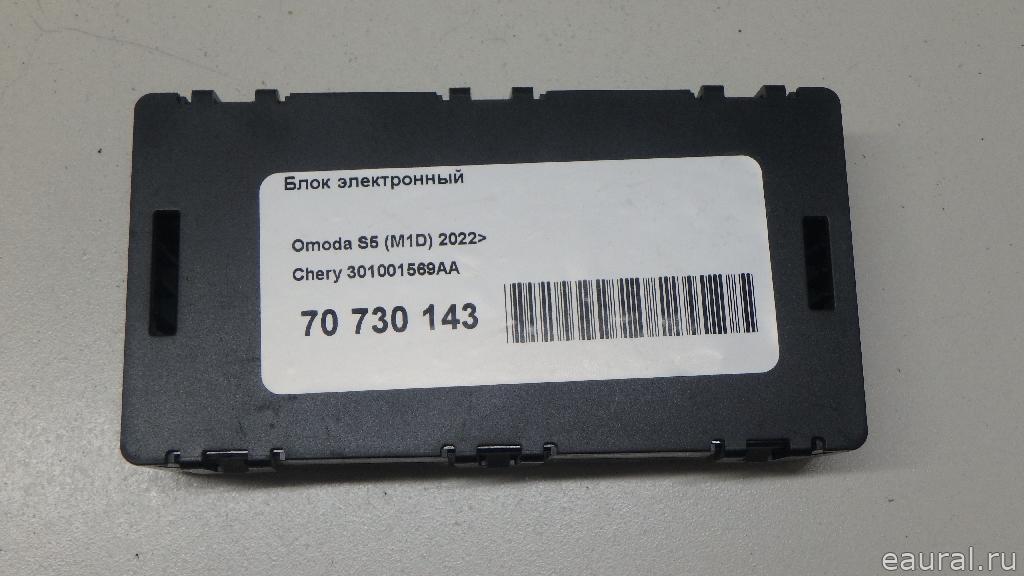 Блок электронный
Omoda S5 (M1D) 2022>
Chery 301001569AA
70 730 143
eaural.ru